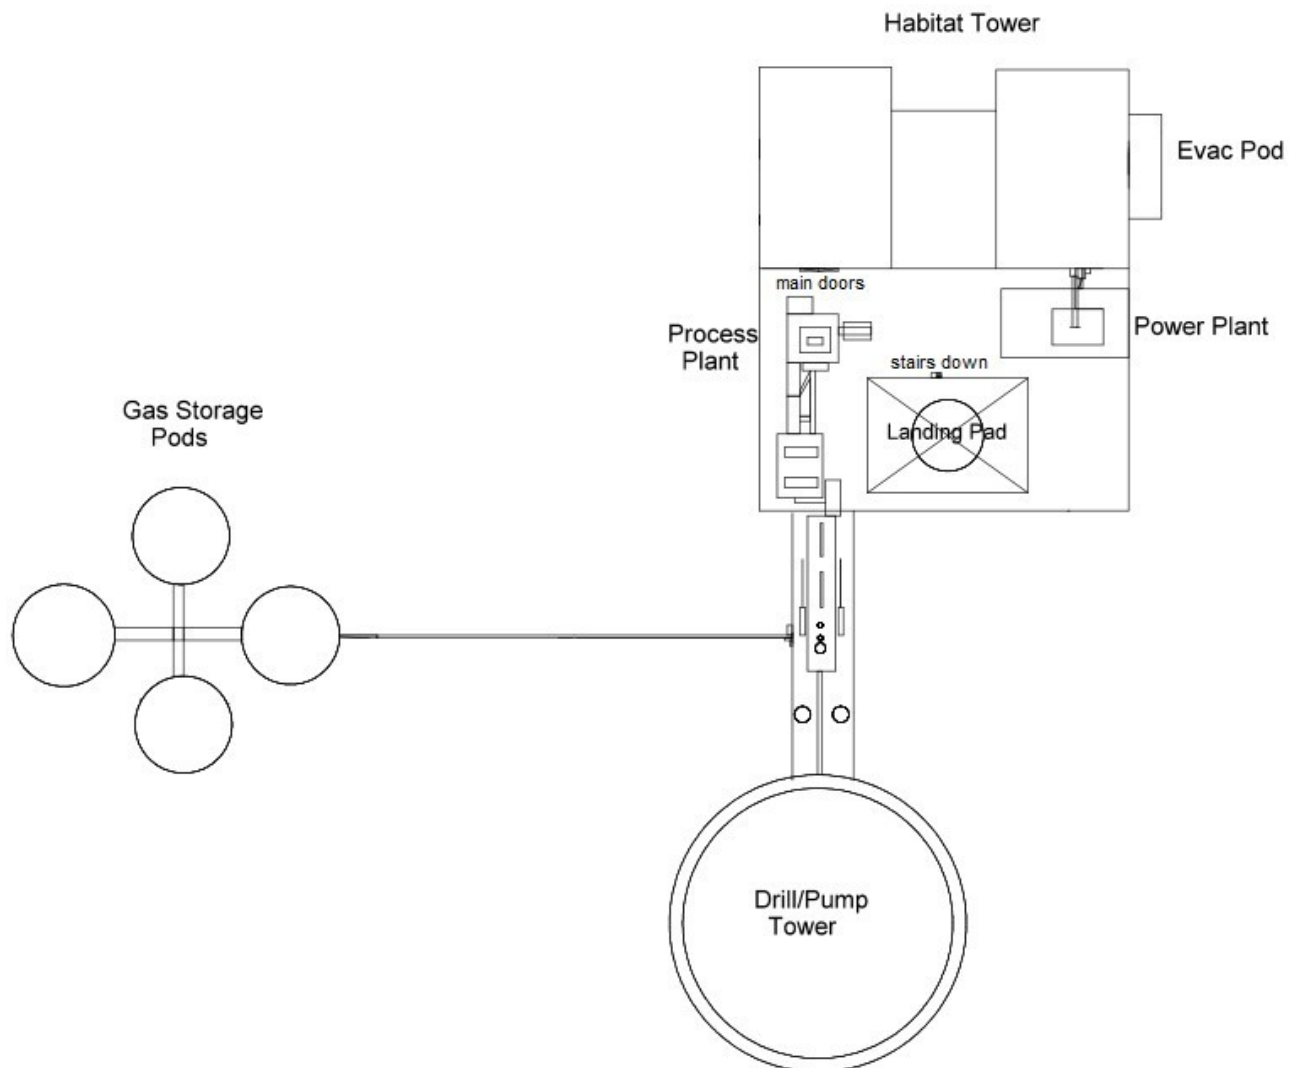 Habitat Tower
Evac Pod
main doors
Process
Plant
Power Plant
stairs down
Landing Pad
Gas Storage
Pods
Drill/Pump
Tower